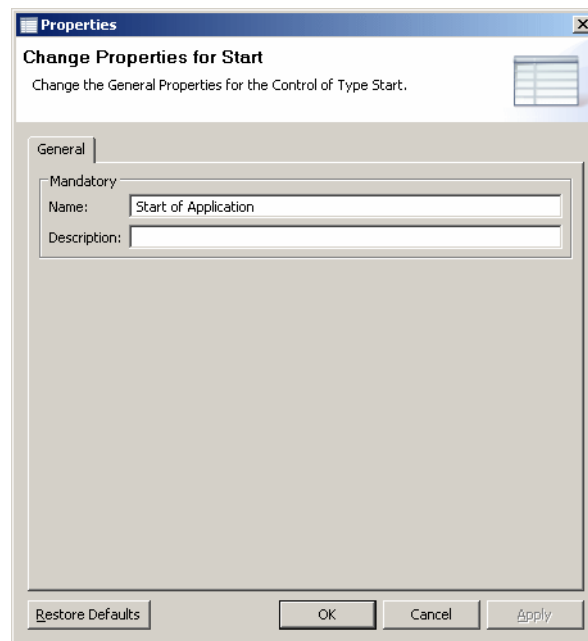 Properties
Change Properties for Start
Change the General Properties for the Control of Type Start.
General
Mandatory
Name: Start of Application
Description:
Restore Defaults OK Cancel Apply